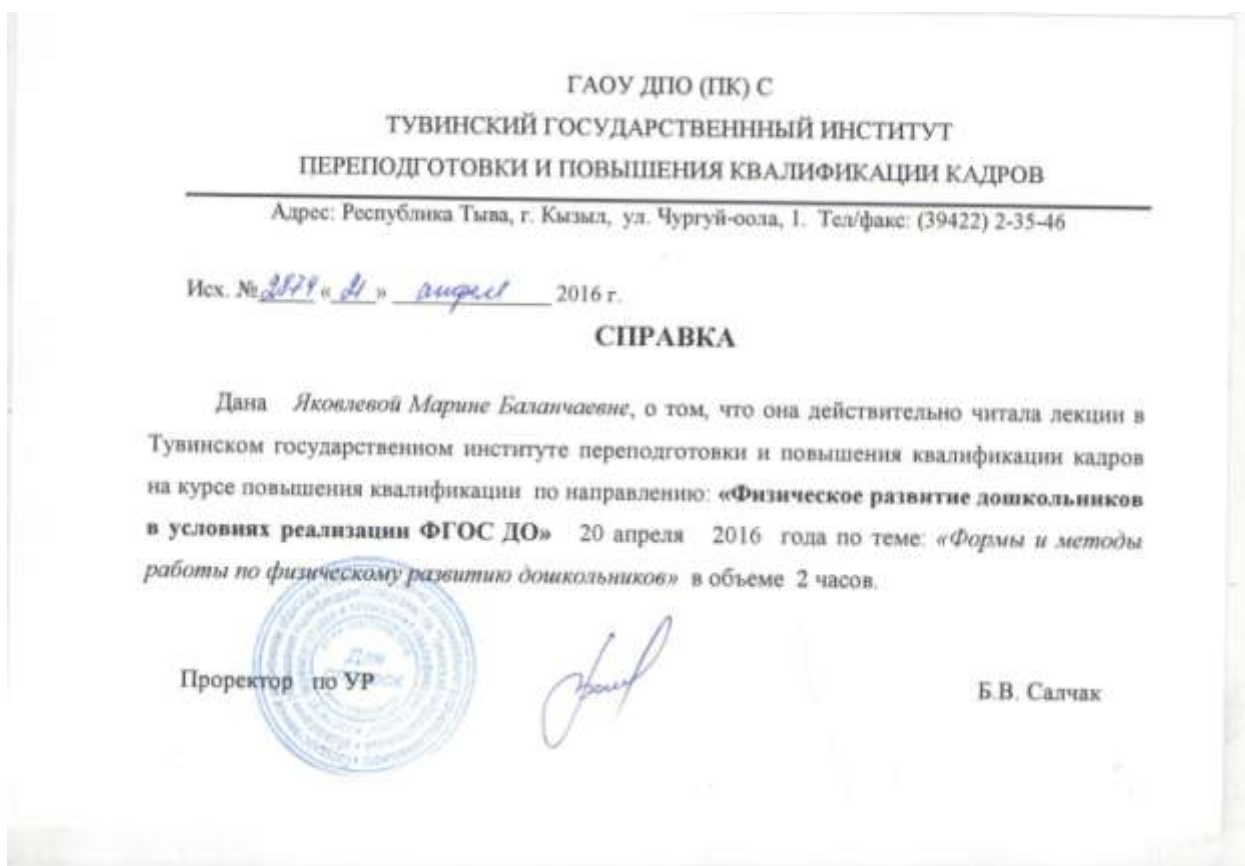 ГАОУ ДПО (ПК) С
ТУВИНСКИЙ ГОСУДАРСТВЕНННЫЙ ИНСТИТУТ
ПЕРЕПОДГОТОВКИ И ПОВЫШЕНИЯ КВАЛИФИКАЦИИ КАДРОВ
Адрес: Республика Тыва, г. Кызыл, ул. Чургуй-оола, 1. Тел/факс: (39422) 2-35-46
Исх. № 2874 « 21 » апреля 2016 г.
СПРАВКА
Дана Яковлевой Марине Баланчаевне, о том, что она действительно читала лекции в
Тувинском государственном институте переподготовки и повышения квалификации кадров
на курсе повышения квалификации по направлению: «Физическое развитие дошкольников
в условиях реализации ФГОС ДО» 20 апреля 2016 года по теме: «Формы и методы
работы по физическому развитию дошкольников» в объеме 2 часов.
Для
Проректор по УР Б.В. Салчак